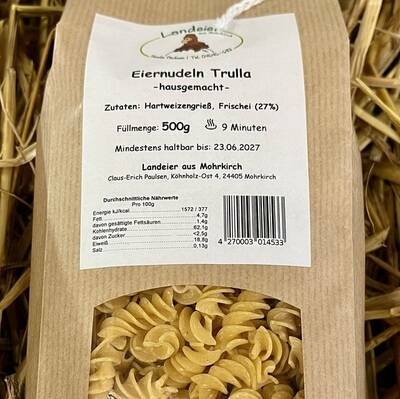 Landeier
aus Mohrkirch
Eiernudeln Trulla
-hausgemacht-
Zutaten: Hartweizengrieß, Frischei (27%)
Füllmenge: 500g 9 Minuten
Mindestens haltbar bis: 23.06.2027
Landeier aus Mohrkirch
Claus-Erich Paulsen, Köhnholz-Ost 4, 24405 Mohrkirch
Durchschnittliche Nährwerte
Pro 100g
Energie kJ/kcal 1572 / 377
Fett 4,7g
davon gesättigte Fettsäuren 1,4g
Kohlenhydrate 62,1g
davon Zucker <2,5g
Eiweiß 18,8g
Salz 0,13g
4 270003 014533